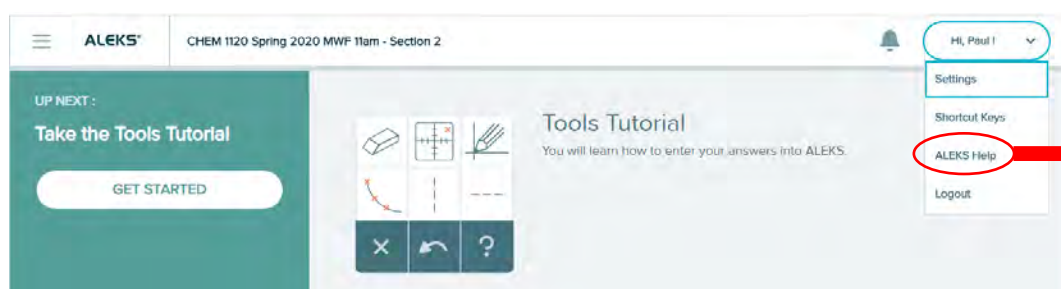 ALEKS®
CHEM 1120 Spring 2020 MWF 11am - Section 2
Hi, Paul !
Settings
Shortcut Keys
ALEKS Help
Logout
UP NEXT :
Take the Tools Tutorial
GET STARTED
Tools Tutorial
You will learn how to enter your answers into ALEKS.
?